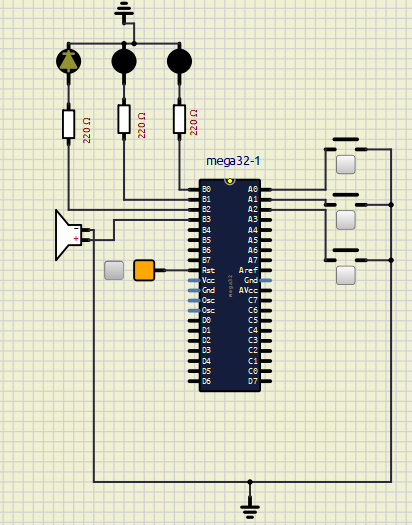 220 Ω
220 Ω
220 Ω
mega32-1
B0 A0
B1 A1
B2 A2
B3 A3
B4 A4
B5 A5
B6 A6
B7 A7
Rst Aref
Vcc Gnd
Gnd AVcc
Osc C7
Osc C6
D0 C5
D1 C4
D2 C3
D3 C2
D4 C1
D5 C0
D6 D7
mega32
-
+